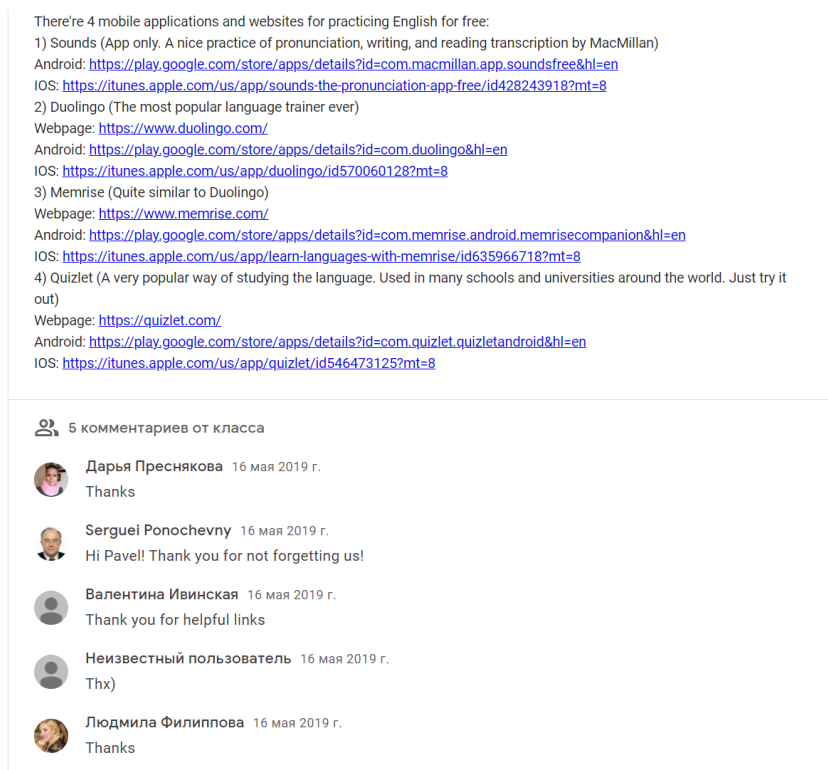 There're 4 mobile applications and websites for practicing English for free:
1) Sounds (App only. A nice practice of pronunciation, writing, and reading transcription by MacMillan)
Android: https://play.google.com/store/apps/details?id=com.macmillan.app.soundsfree&hl=en
IOS: https://itunes.apple.com/us/app/sounds-the-pronunciation-app-free/id428243918?mt=8
2) Duolingo (The most popular language trainer ever)
Webpage: https://www.duolingo.com/
Android: https://play.google.com/store/apps/details?id=com.duolingo&hl=en
IOS: https://itunes.apple.com/us/app/duolingo/id570060128?mt=8
3) Memrise (Quite similar to Duolingo)
Webpage: https://www.memrise.com/
Android: https://play.google.com/store/apps/details?id=com.memrise.android.memrisecompanion&hl=en
IOS: https://itunes.apple.com/us/app/learn-languages-with-memrise/id635966718?mt=8
4) Quizlet (A very popular way of studying the language. Used in many schools and universities around the world. Just try it
out)
Webpage: https://quizlet.com/
Android: https://play.google.com/store/apps/details?id=com.quizlet.quizletandroid&hl=en
IOS: https://itunes.apple.com/us/app/quizlet/id546473125?mt=8
5 комментариев от класса
Дарья Преснякова 16 мая 2019 г.
Thanks
Serguei Ponochevny 16 мая 2019 г.
Hi Pavel! Thank you for not forgetting us!
Валентина Ивинская 16 мая 2019 г.
Thank you for helpful links
Неизвестный пользователь 16 мая 2019 г.
Thx)
Людмила Филиппова 16 мая 2019 г.
Thanks